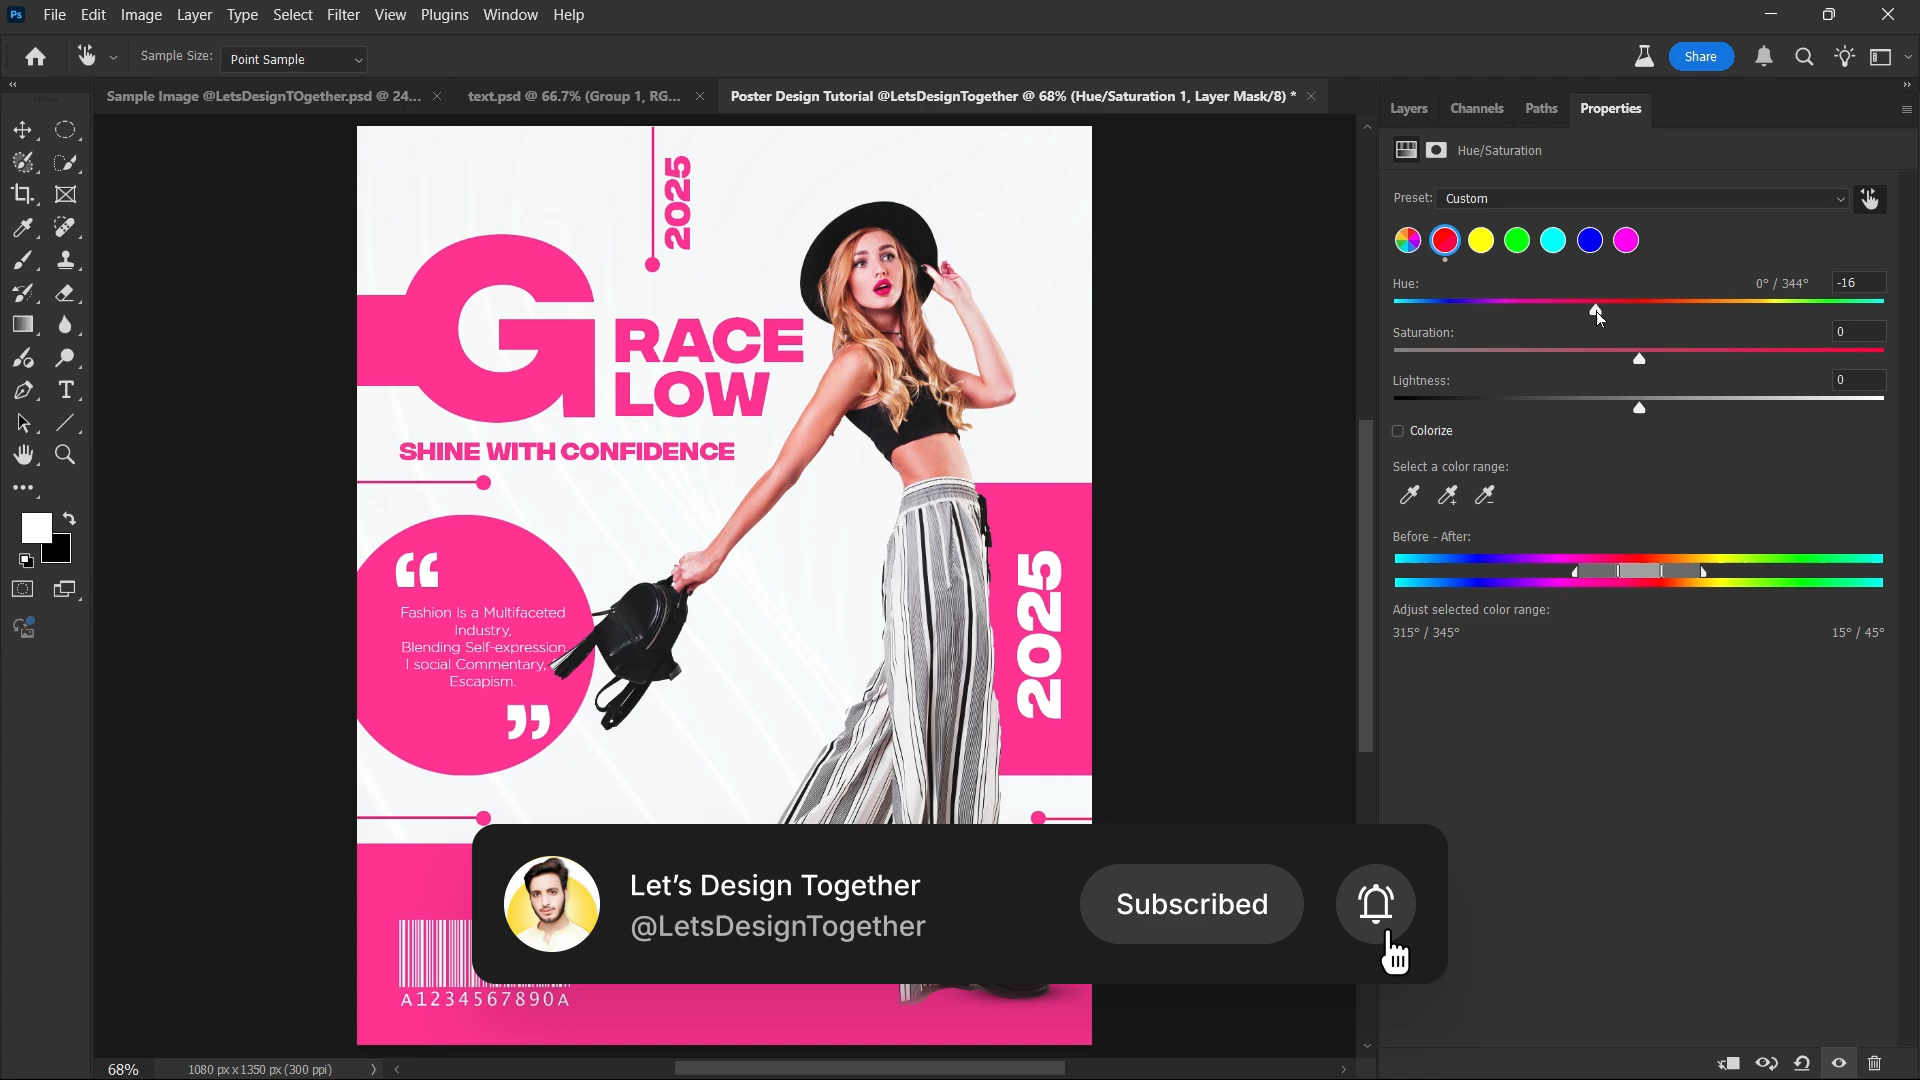 Ps File Edit Image Layer Type Select Filter View Plugins Window Help
Sample Size: Point Sample
Share
Sample Image @LetsDesignTOgether.psd @ 24...
text.psd @ 66.7% (Group 1, RG...
Poster Design Tutorial @LetsDesignTogether @ 68% (Hue/Saturation 1, Layer Mask/8) *
Layers Channels Paths Properties
Hue/Saturation
Preset: Custom
Hue: 0° / 344° -16
Saturation: 0
Lightness: 0
Colorize
Select a color range:
Before - After:
Adjust selected color range:
315° / 345° 15° / 45°
2025
G
RACE
LOW
SHINE WITH CONFIDENCE
“
Fashion Is a Multifaceted
Industry,
Blending Self-expression
I social Commentary,
Escapism.
”
2025
Let’s Design Together
@LetsDesignTogether
Subscribed
A1234567890A
68% 1080 px x 1350 px (300 ppi)